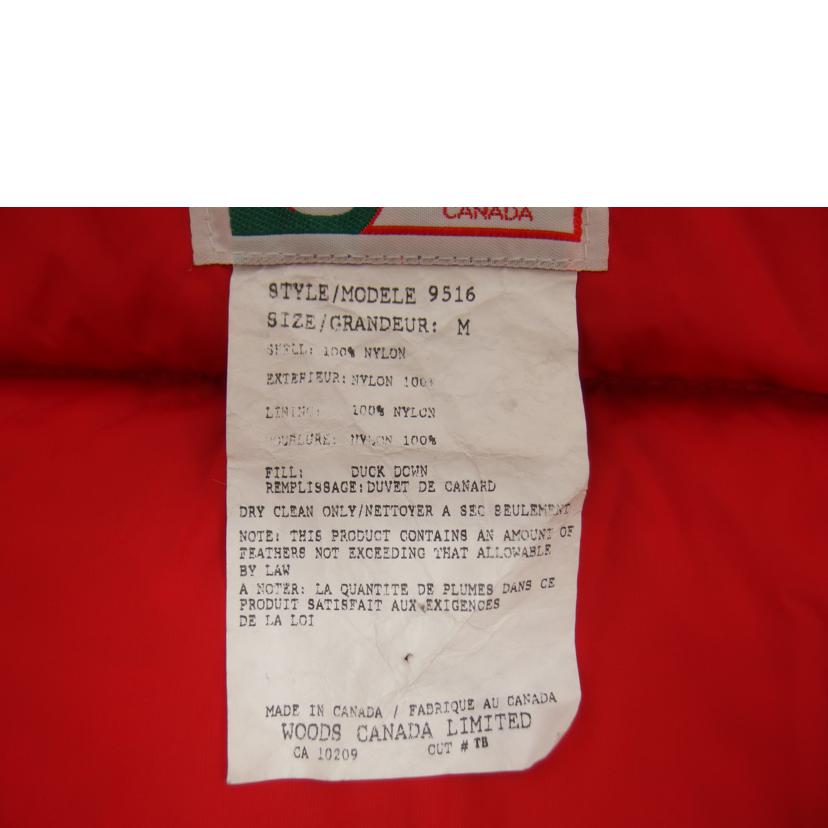 CANADA
STYLE/MODELE 9516
SIZE/GRANDEUR: M
SHELL: 100% NYLON
EXTERIEUR: NYLON 100%
LINING: 100% NYLON
DOUBLURE: NYLON 100%
FILL: DUCK DOWN
REMPLISSAGE: DUVET DE CANARD
DRY CLEAN ONLY/NETTOYER A SEC SEULEMENT
NOTE: THIS PRODUCT CONTAINS AN AMOUNT OF
FEATHERS NOT EXCEEDING THAT ALLOWABLE
BY LAW
A NOTER: LA QUANTITE DE PLUMES DANS CE
PRODUIT SATISFAIT AUX EXIGENCES
DE LA LOI
MADE IN CANADA / FABRIQUE AU CANADA
WOODS CANADA LIMITED
CA 10209 CUT # TB